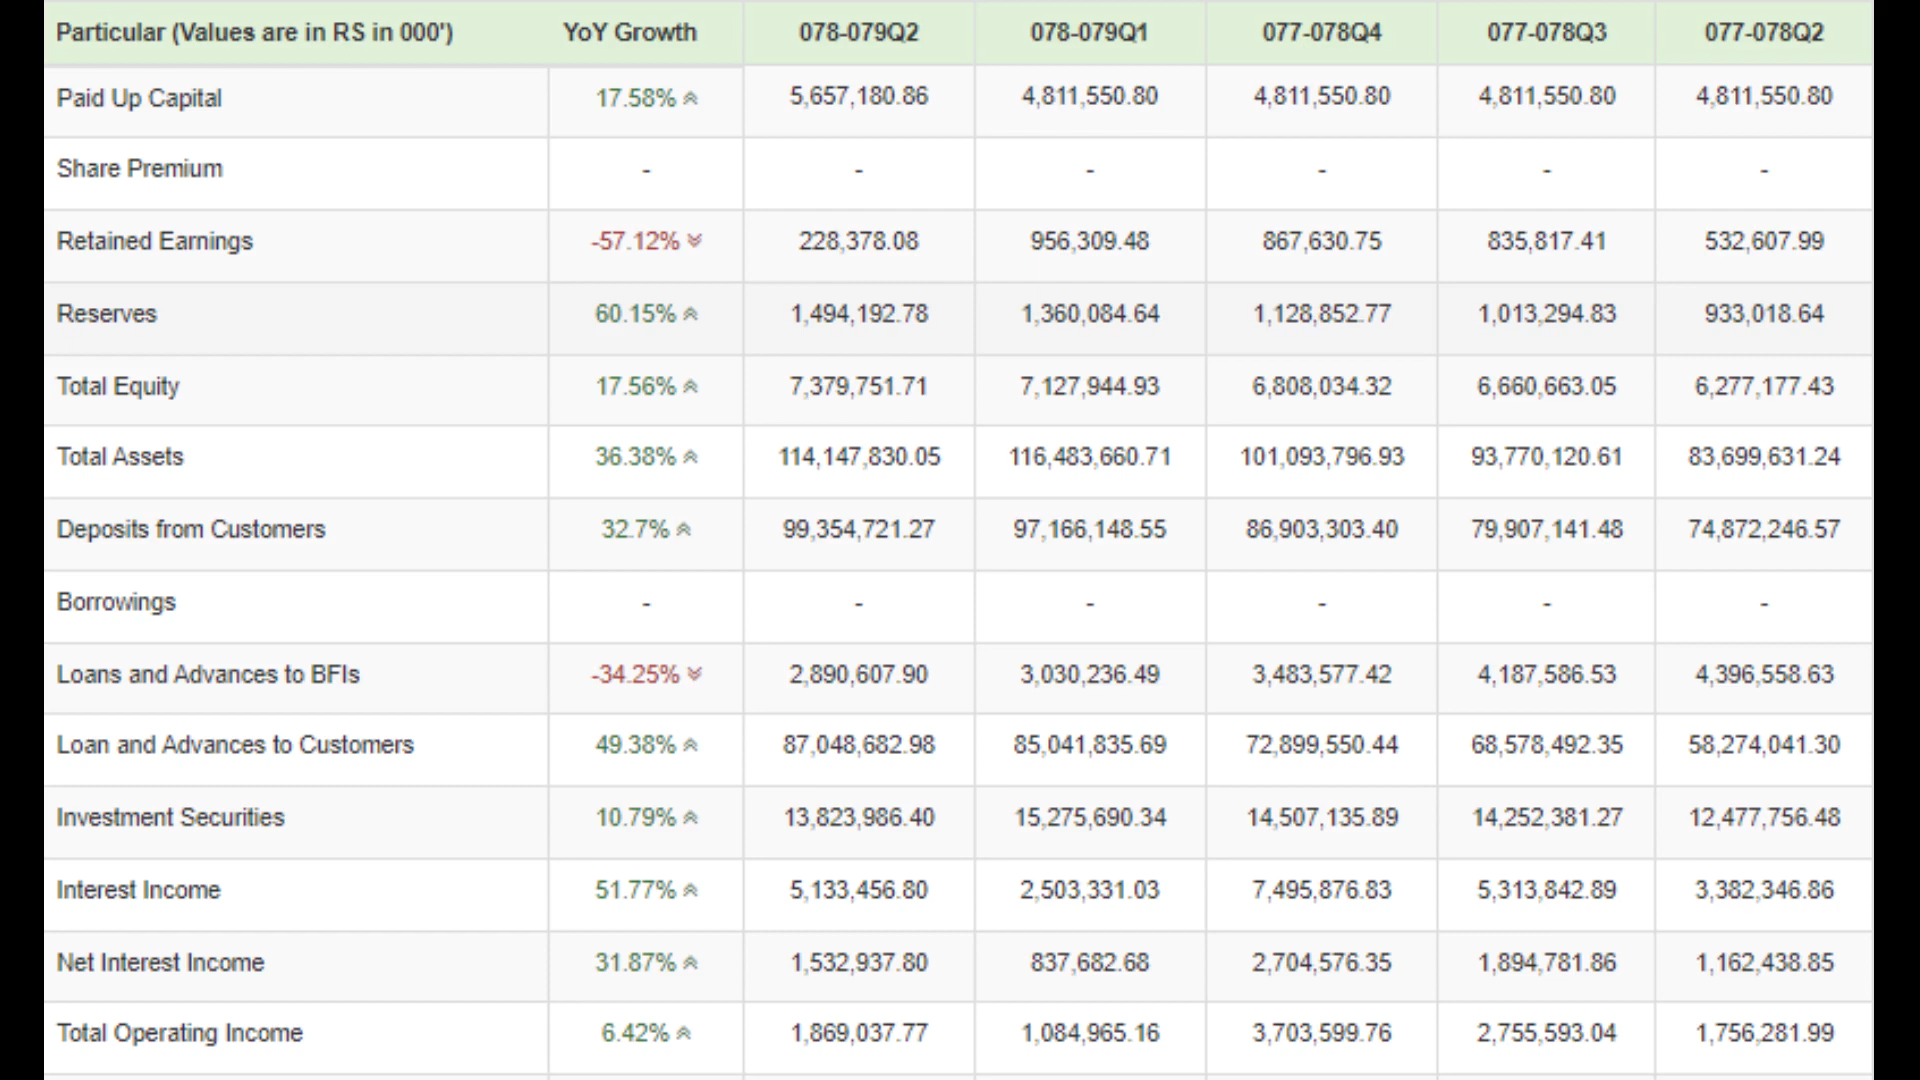 Particular (Values are in RS in 000') YoY Growth 078-079Q2 078-079Q1 077-078Q4 077-078Q3 077-078Q2
Paid Up Capital 17.58% 5,657,180.86 4,811,550.80 4,811,550.80 4,811,550.80 4,811,550.80
Share Premium - - - - - -
Retained Earnings -57.12% 228,378.08 956,309.48 867,630.75 835,817.41 532,607.99
Reserves 60.15% 1,494,192.78 1,360,084.64 1,128,852.77 1,013,294.83 933,018.64
Total Equity 17.56% 7,379,751.71 7,127,944.93 6,808,034.32 6,660,663.05 6,277,177.43
Total Assets 36.38% 114,147,830.05 116,483,660.71 101,093,796.93 93,770,120.61 83,699,631.24
Deposits from Customers 32.7% 99,354,721.27 97,166,148.55 86,903,303.40 79,907,141.48 74,872,246.57
Borrowings - - - - - -
Loans and Advances to BFIs -34.25% 2,890,607.90 3,030,236.49 3,483,577.42 4,187,586.53 4,396,558.63
Loan and Advances to Customers 49.38% 87,048,682.98 85,041,835.69 72,899,550.44 68,578,492.35 58,274,041.30
Investment Securities 10.79% 13,823,986.40 15,275,690.34 14,507,135.89 14,252,381.27 12,477,756.48
Interest Income 51.77% 5,133,456.80 2,503,331.03 7,495,876.83 5,313,842.89 3,382,346.86
Net Interest Income 31.87% 1,532,937.80 837,682.68 2,704,576.35 1,894,781.86 1,162,438.85
Total Operating Income 6.42% 1,869,037.77 1,084,965.16 3,703,599.76 2,755,593.04 1,756,281.99